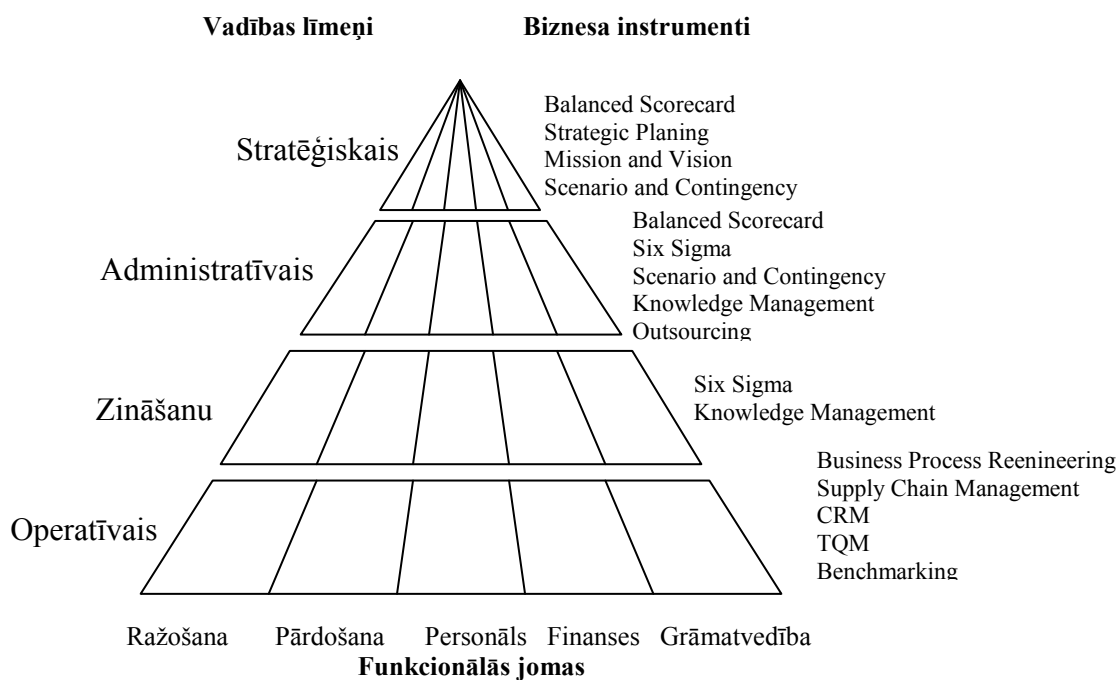 Vadības līmeņi
Biznesa instrumenti
Stratēģiskais
Balanced Scorecard
Strategic Planing
Mission and Vision
Scenario and Contingency
Administratīvais
Balanced Scorecard
Six Sigma
Scenario and Contingency
Knowledge Management
Outsourcing
Zināšanu
Six Sigma
Knowledge Management
Operatīvais
Business Process Reenineering
Supply Chain Management
CRM
TQM
Benchmarking
Ražošana Pārdošana Personāls Finanses Grāmatvedība
Funkcionālās jomas